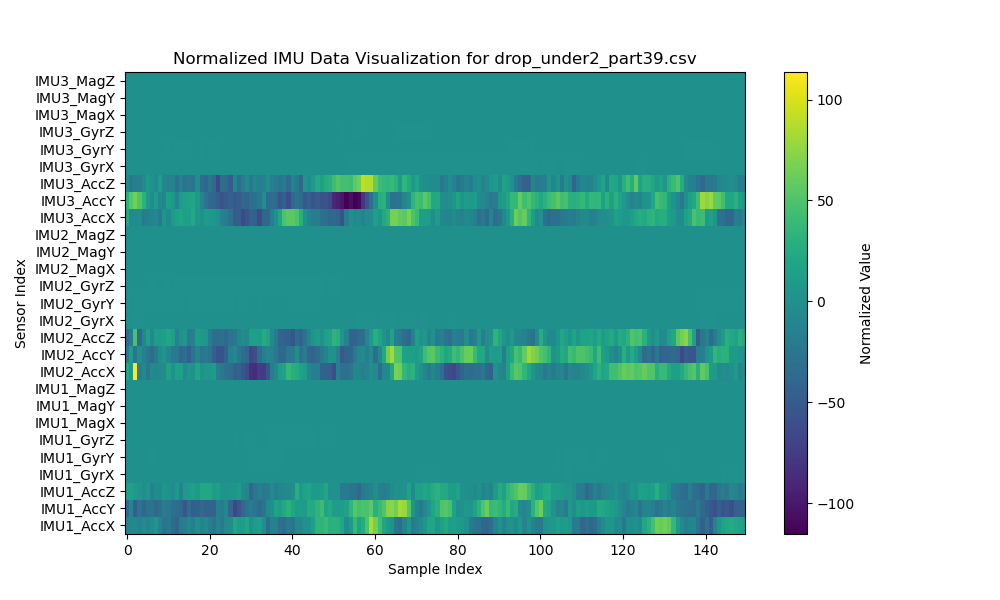 Normalized IMU Data Visualization for drop_under2_part39.csv
IMU3_MagZ
IMU3_MagY
IMU3_MagX
IMU3_GyrZ
IMU3_GyrY
IMU3_GyrX
IMU3_AccZ
IMU3_AccY
IMU3_AccX
IMU2_MagZ
IMU2_MagY
IMU2_MagX
IMU2_GyrZ
IMU2_GyrY
IMU2_GyrX
IMU2_AccZ
IMU2_AccY
IMU2_AccX
IMU1_MagZ
IMU1_MagY
IMU1_MagX
IMU1_GyrZ
IMU1_GyrY
IMU1_GyrX
IMU1_AccZ
IMU1_AccY
IMU1_AccX
Sensor Index
0 20 40 60 80 100 120 140
Sample Index
100
50
0
−50
−100
Normalized Value